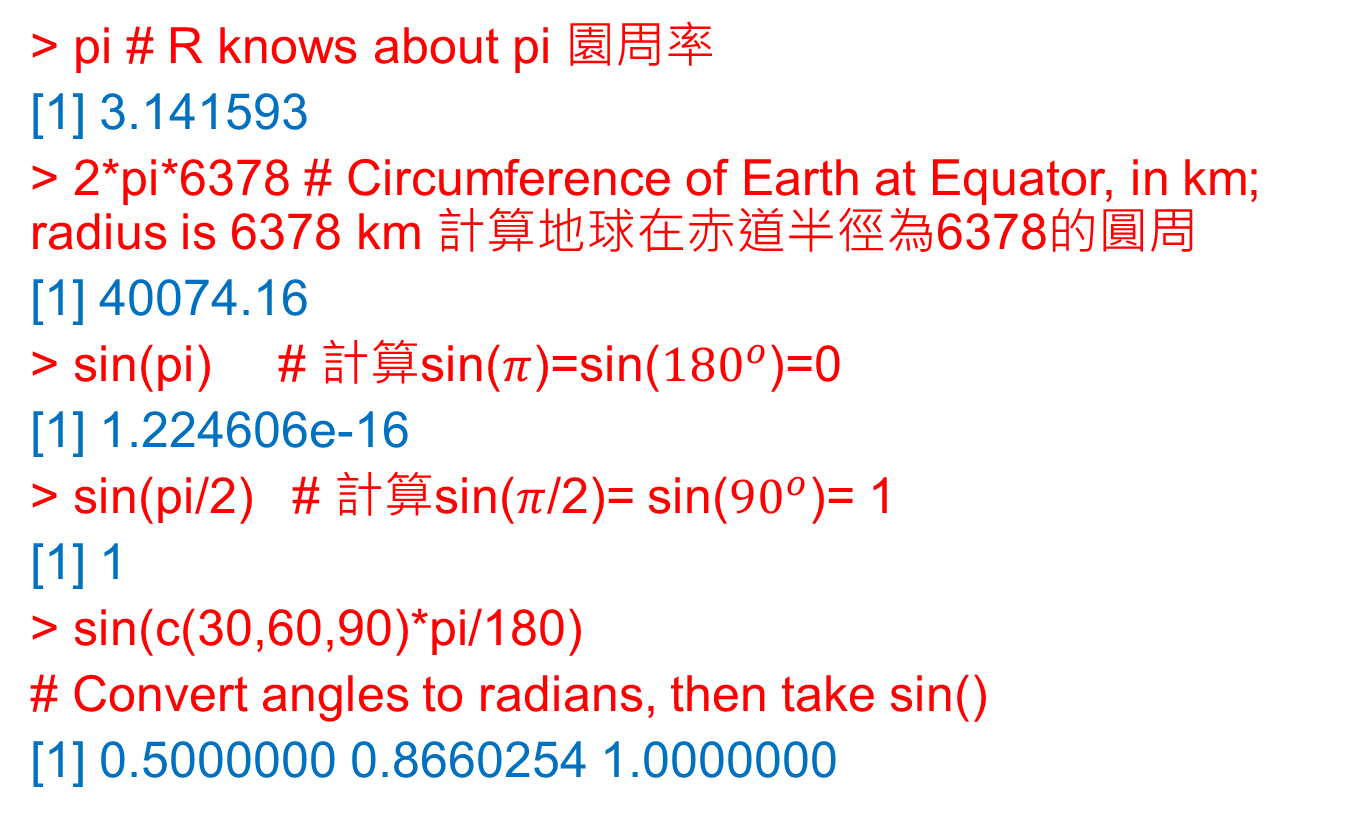 > pi # R knows about pi 園周率
[1] 3.141593
> 2*pi*6378 # Circumference of Earth at Equator, in km;
radius is 6378 km 計算地球在赤道半徑為6378的圓周
[1] 40074.16
> sin(pi) # 計算sin(𝜋)=sin(180ᵒ)=0
[1] 1.224606e-16
> sin(pi/2) # 計算sin(𝜋/2)= sin(90ᵒ)= 1
[1] 1
> sin(c(30,60,90)*pi/180)
# Convert angles to radians, then take sin()
[1] 0.5000000 0.8660254 1.0000000